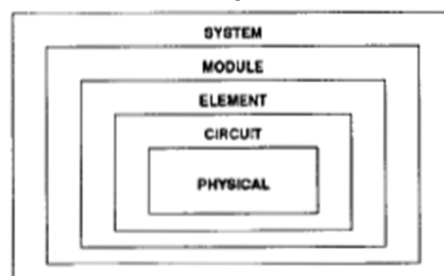 SYSTEM
MODULE
ELEMENT
CIRCUIT
PHYSICAL